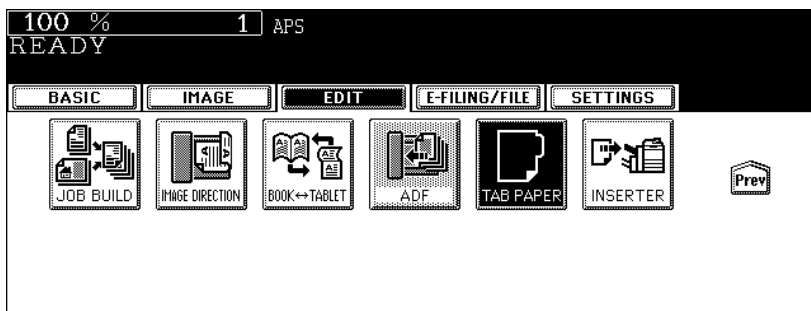 100 % 1 APS
READY
BASIC IMAGE EDIT E-FILING/FILE SETTINGS
JOB BUILD IMAGE DIRECTION BOOK↔TABLET ADF TAB PAPER INSERTER Prev